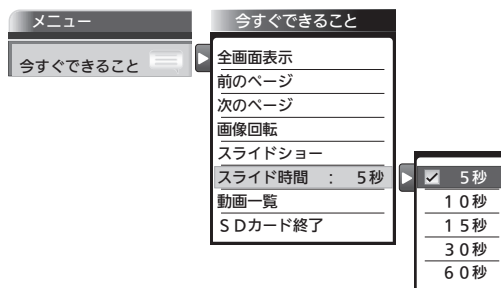 メニュー
今すぐできること
今すぐできること
全画面表示
前のページ
次のページ
画像回転
スライドショー
スライド時間 : 5秒
動画一覧
SDカード終了
5秒
10秒
15秒
30秒
60秒